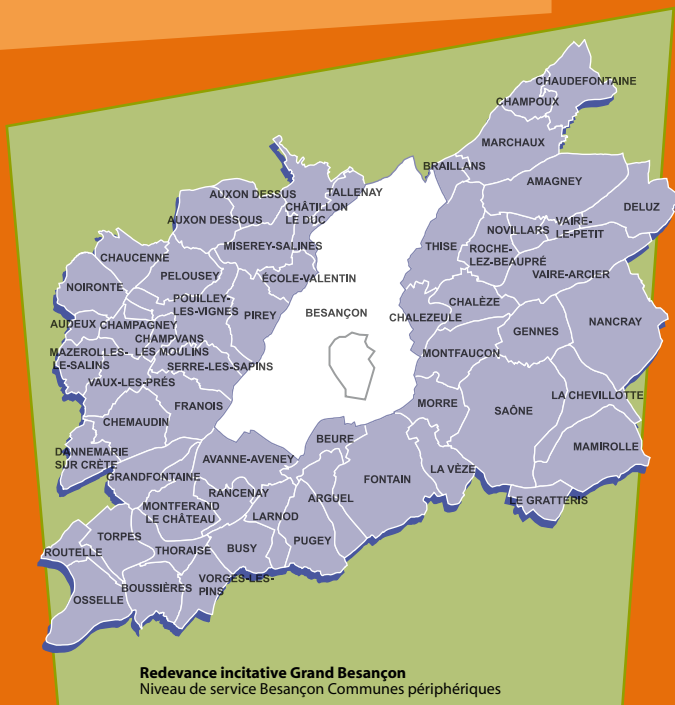 CHAUDEFONTAINE
CHAMPOUX
MARCHAUX
BRAILLANS
AMAGNEY
AUXON DESSUS
TALLENAY
CHÂTILLON
LE DUC
DELUZ
AUXON DESSOUS
VAIRE-
LE-PETIT
NOVILLARS
MISEREY-SALINES
THISE
ROCHE-
LEZ-BEAUPRÉ
CHAUCENNE
PELOUSEY
ÉCOLE-VALENTIN
VAIRE-ARCIER
NOIRONTE
POUILLEY-
LES-VIGNES
CHALÈZE
BESANÇON
CHALEZEULE
PIREY
AUDEUX
CHAMPAGNEY
NANCRAY
GENNES
CHAMPVANS
LES MOULINS
MAZEROLLES-
LE-SALINS
MONTFAUCON
SERRE-LES-SAPINS
VAUX-LES-PRÉS
LA CHEVILLOTTE
FRANOIS
MORRE
SAÔNE
CHEMAUDIN
BEURE
MAMIROLLE
DANNEMARIE
SUR CRÈTE
AVANNE-AVENEY
LA VÈZE
GRANDFONTAINE
FONTAIN
RANCENAY
ARGUEL
LE GRATTERIS
MONTFERAND
LE CHÂTEAU
LARNOD
TORPES
PUGEY
ROUTELLE
THORAISE
BUSY
VORGES-LES-
PINS
BOUSSIÈRES
OSSELLE
Redevance incitative Grand Besançon
Niveau de service Besançon Communes périphériques